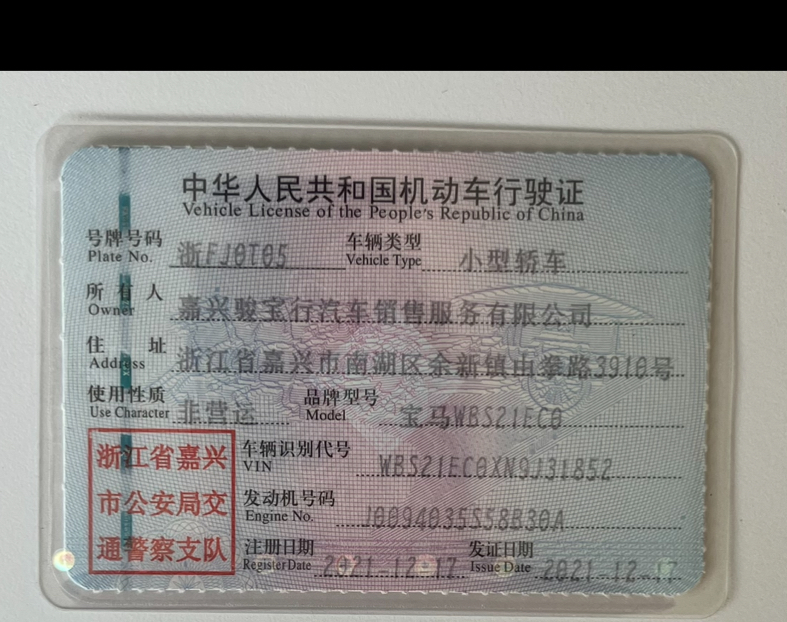 中华人民共和国机动车行驶证
Vehicle License of the People's Republic of China
号牌号码 浙FJ0T05 车辆类型 小型轿车
Plate No. Vehicle Type
所有人 嘉兴骏宝行汽车销售服务有限公司
Owner
住址 浙江省嘉兴市南湖区余新镇由拳路3910号
Address
使用性质 非营运 品牌型号 宝马WBS21EC0
Use Character Model
浙江省嘉兴
市公安局交
通警察支队
车辆识别代号 WBS21EC0XN9J31852
VIN
发动机号码 J0094035S58B30A
Engine No.
注册日期 2021-12-17 发证日期 2021-12-17
Register Date Issue Date